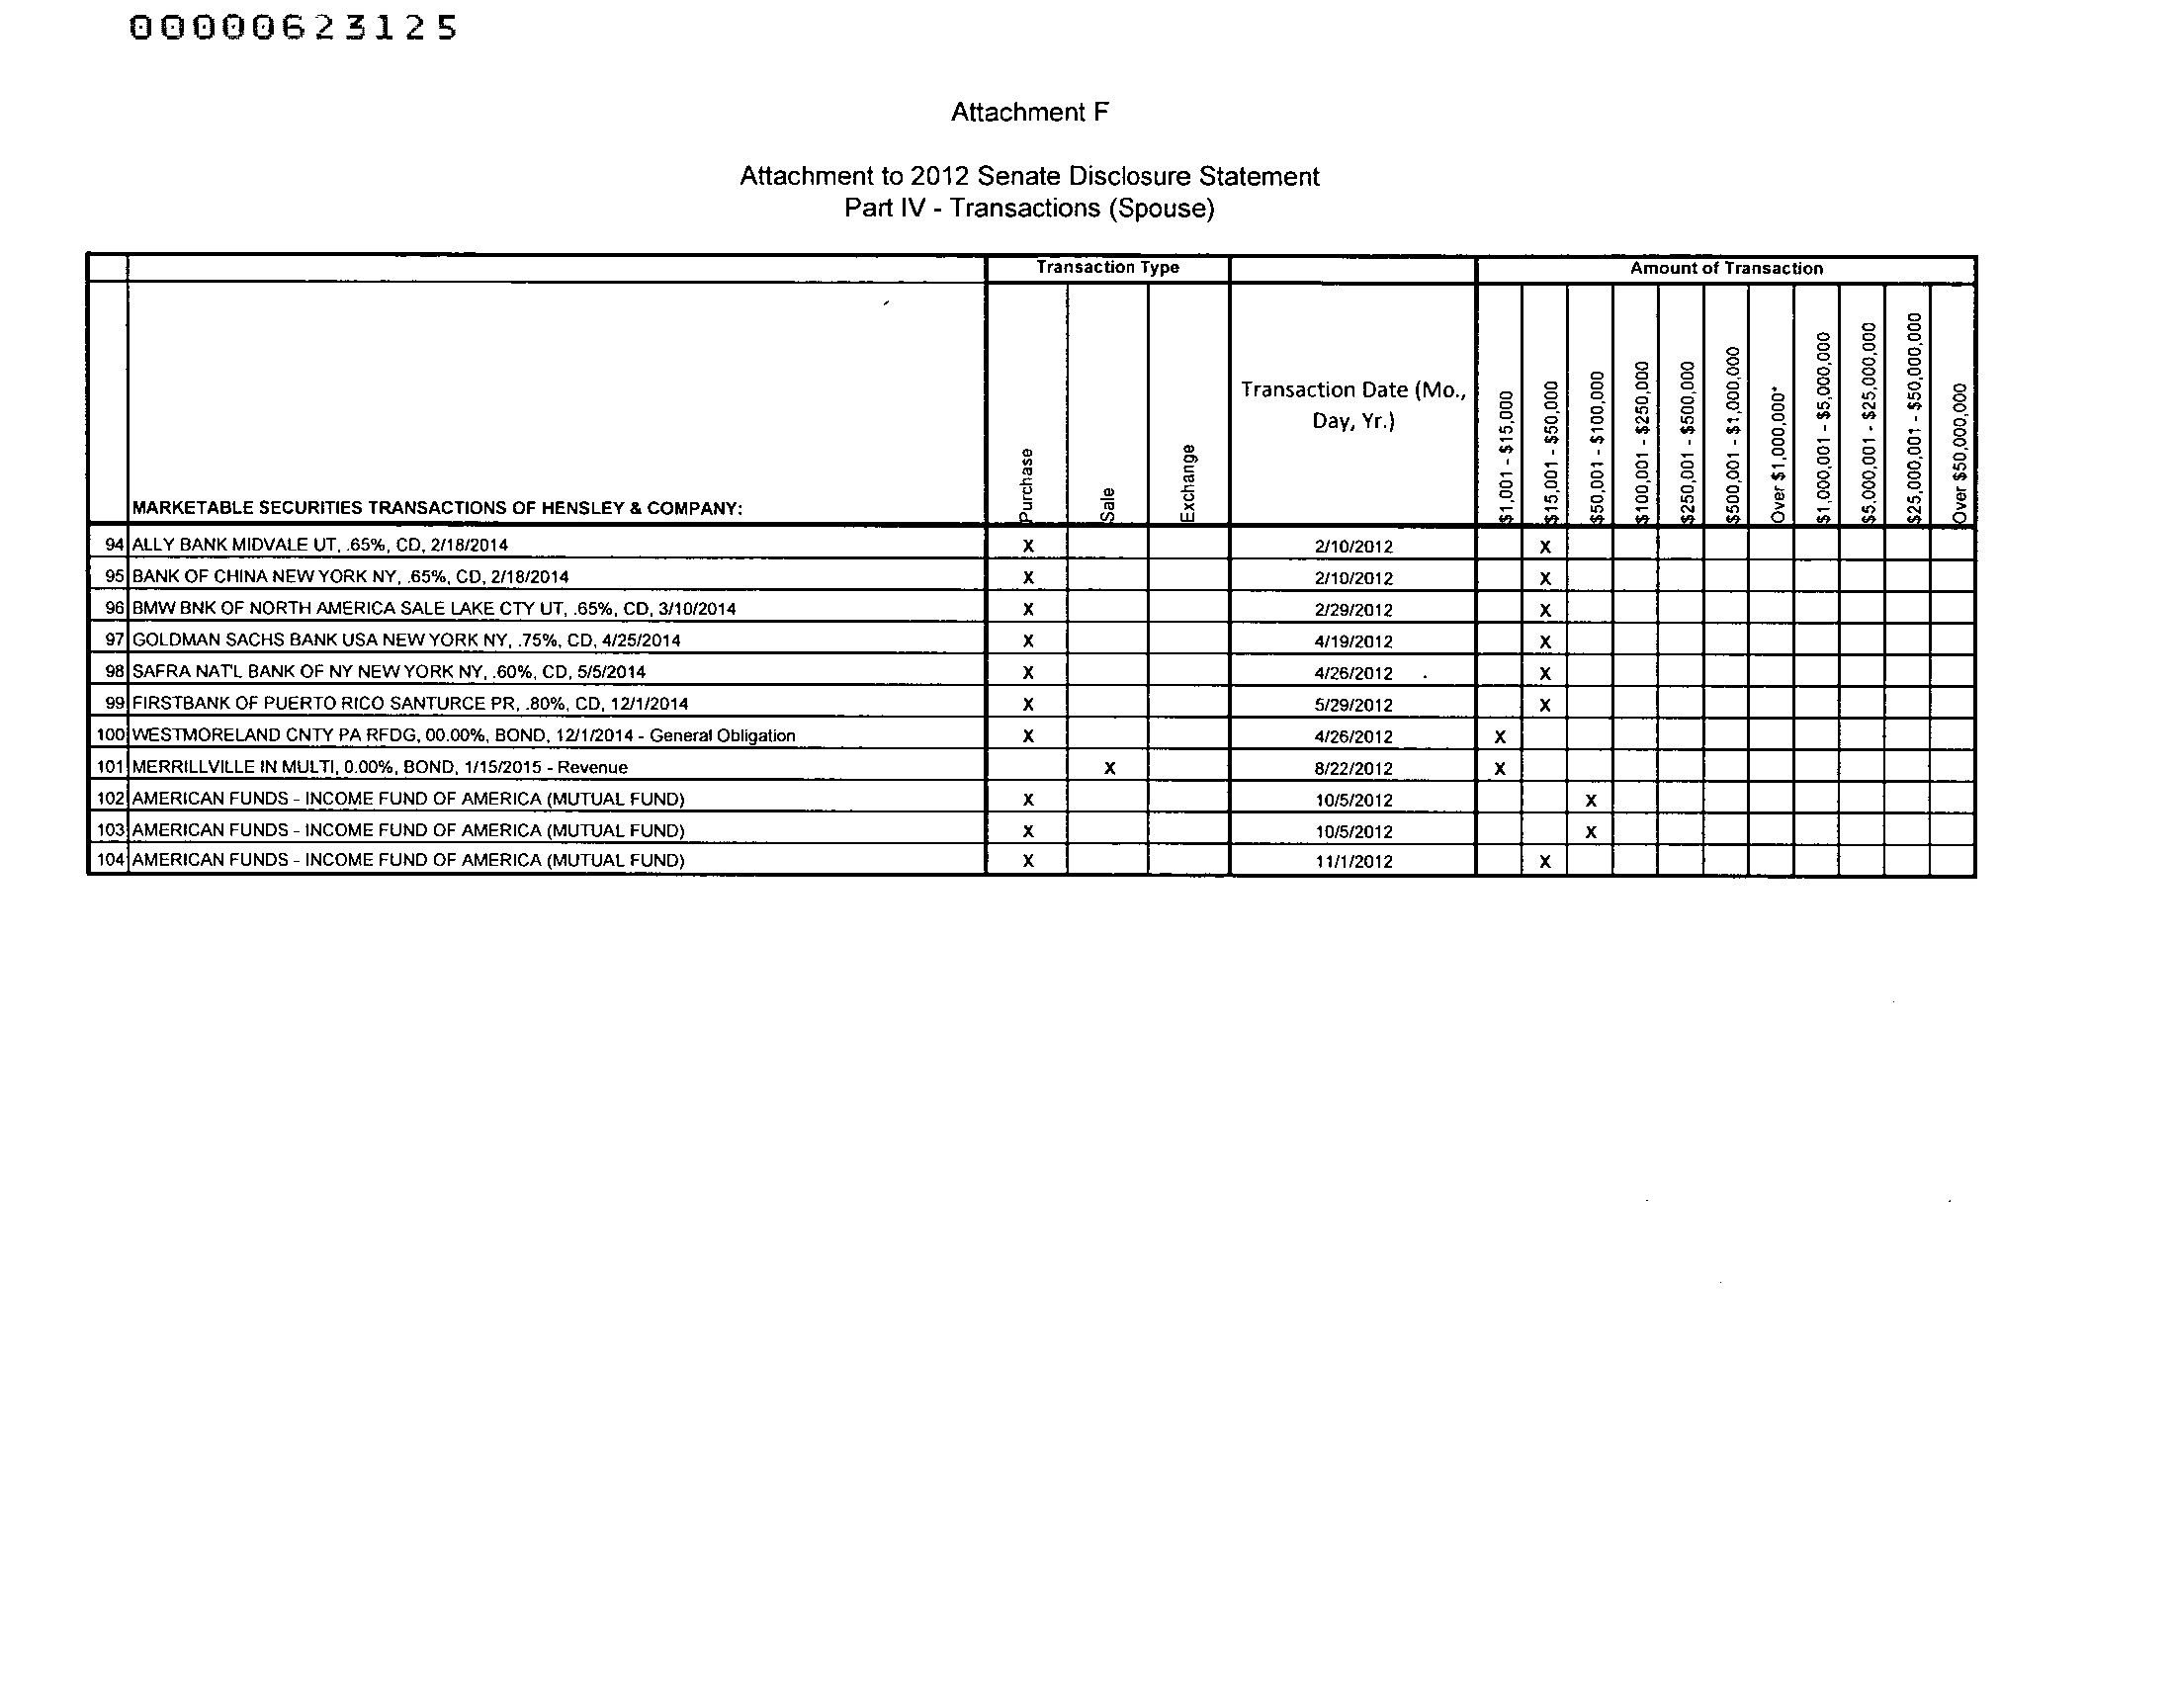 00000623125
Attachment F
Attachment to 2012 Senate Disclosure Statement
Part IV - Transactions (Spouse)
Transaction Type Amount of Transaction
MARKETABLE SECURITIES TRANSACTIONS OF HENSLEY & COMPANY:
Purchase
Sale
Exchange
Transaction Date (Mo.,
Day, Yr.)
$1,001 - $15,000
$15,001 - $50,000
$50,001 - $100,000
$100,001 - $250,000
$250,001 - $500,000
$500,001 - $1,000,000
Over $1,000,000*
$1,000,001 - $5,000,000
$5,000,001 - $25,000,000
$25,000,001 - $50,000,000
Over $50,000,000
94 ALLY BANK MIDVALE UT, .65%, CD, 2/18/2014 X 2/10/2012 X
95 BANK OF CHINA NEW YORK NY, .65%, CD, 2/18/2014 X 2/10/2012 X
96 BMW BNK OF NORTH AMERICA SALE LAKE CTY UT, .65%, CD, 3/10/2014 X 2/29/2012 X
97 GOLDMAN SACHS BANK USA NEW YORK NY, .75%, CD, 4/25/2014 X 4/19/2012 X
98 SAFRA NAT'L BANK OF NY NEW YORK NY, .60%, CD, 5/5/2014 X 4/26/2012 X
99 FIRSTBANK OF PUERTO RICO SANTURCE PR, .80%, CD, 12/1/2014 X 5/29/2012 X
100 WESTMORELAND CNTY PA RFDG, 00.00%, BOND, 12/1/2014 - General Obligation X 4/26/2012 X
101 MERRILLVILLE IN MULTI, 0.00%, BOND, 1/15/2015 - Revenue X 8/22/2012 X
102 AMERICAN FUNDS - INCOME FUND OF AMERICA (MUTUAL FUND) X 10/5/2012 X
103 AMERICAN FUNDS - INCOME FUND OF AMERICA (MUTUAL FUND) X 10/5/2012 X
104 AMERICAN FUNDS - INCOME FUND OF AMERICA (MUTUAL FUND) X 11/1/2012 X